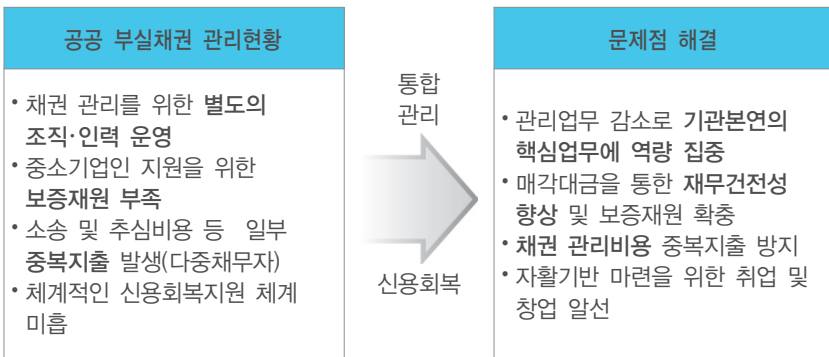 공공 부실채권 관리현황
• 채권 관리를 위한 별도의
조직·인력 운영
• 중소기업인 지원을 위한
보증재원 부족
• 소송 및 추심비용 등 일부
중복지출 발생(다중채무자)
• 체계적인 신용회복지원 체계
미흡
통합
관리
신용회복
문제점 해결
• 관리업무 감소로 기관본연의
핵심업무에 역량 집중
• 매각대금을 통한 재무건전성
향상 및 보증재원 확충
• 채권 관리비용 중복지출 방지
• 자활기반 마련을 위한 취업 및
창업 알선